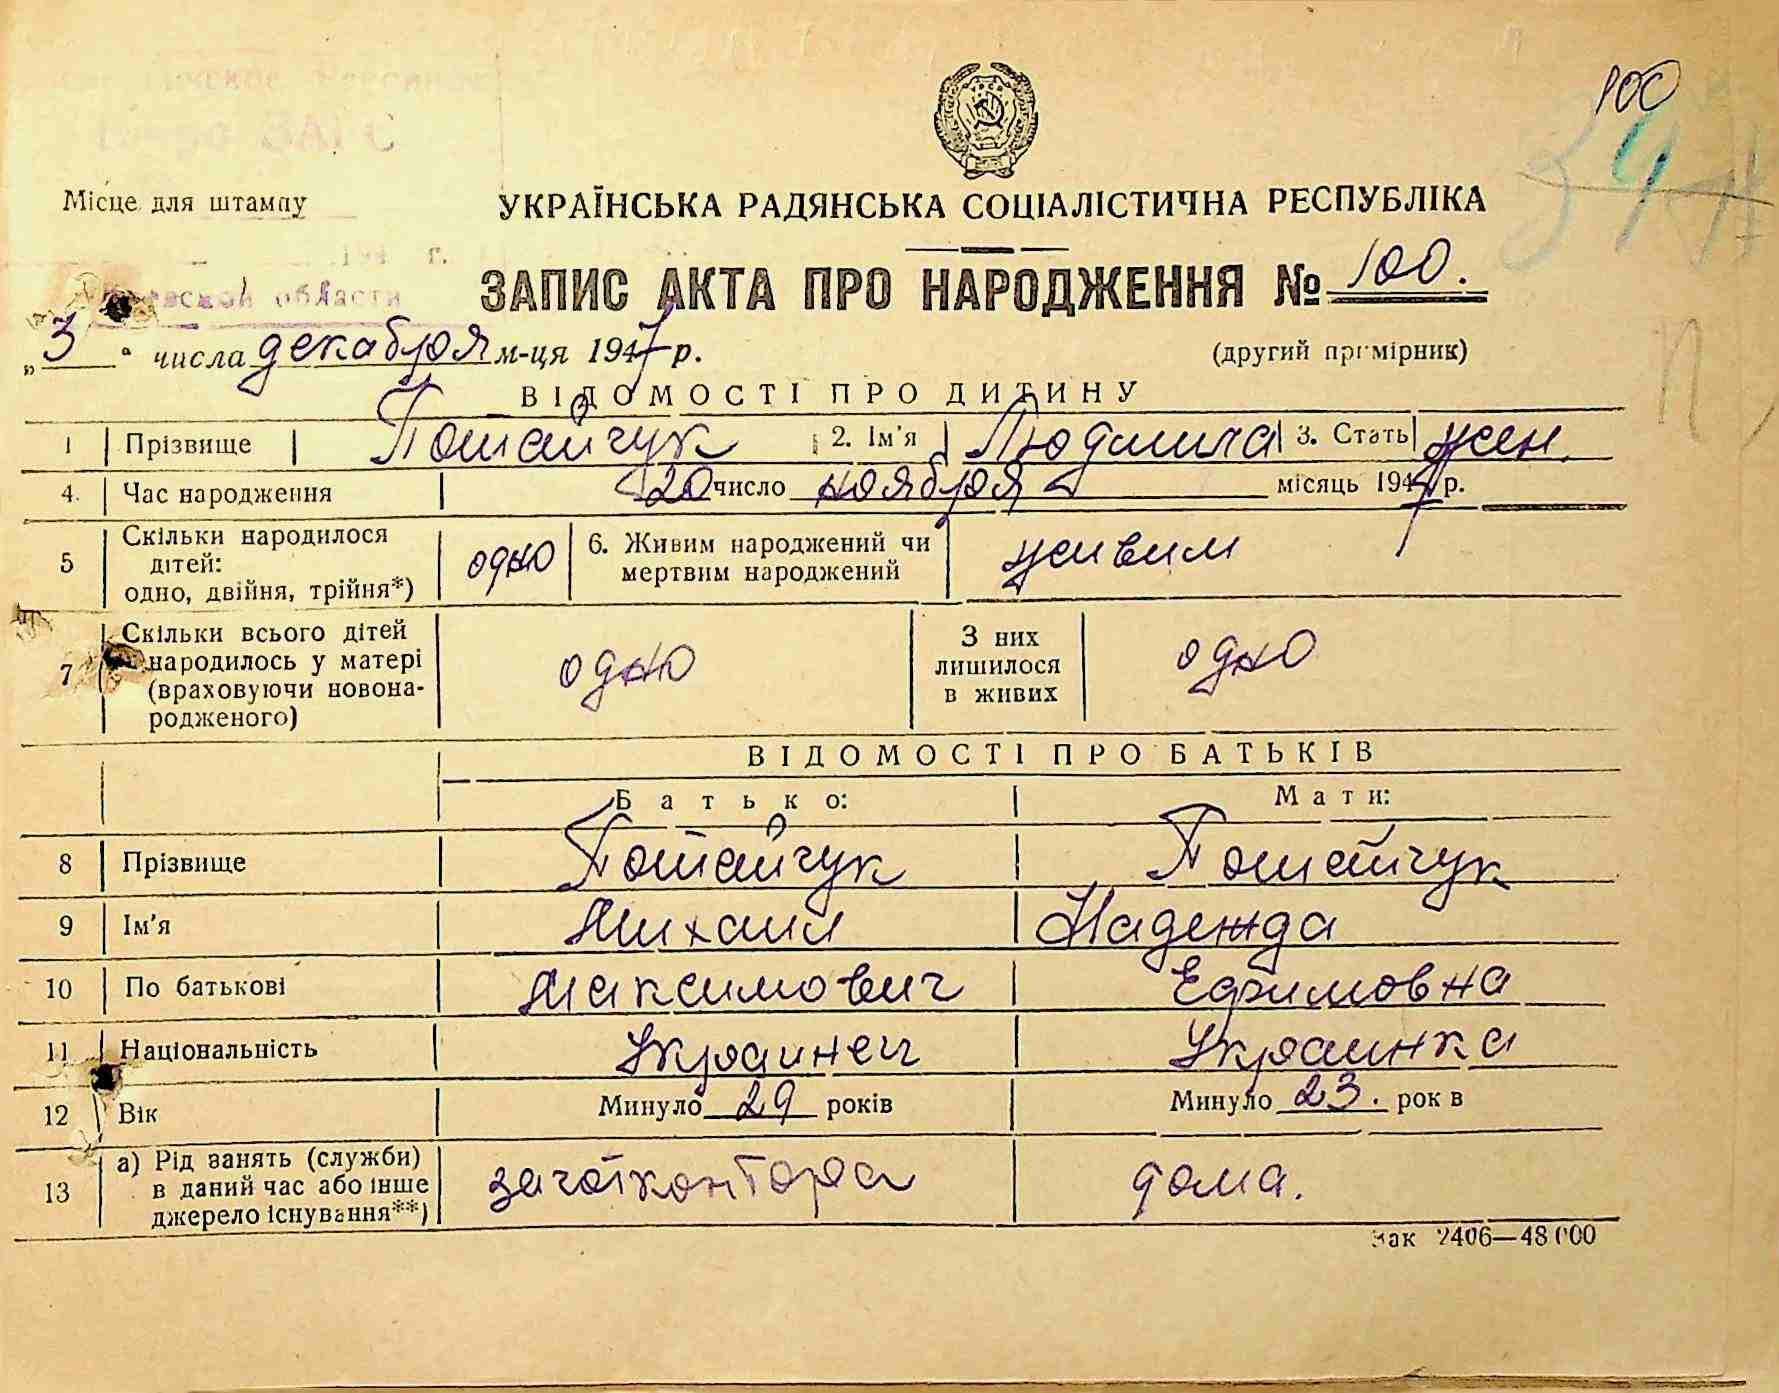 100
ЗАГС
Місце для штампу
УКРАЇНСЬКА РАДЯНСЬКА СОЦІАЛІСТИЧНА РЕСПУБЛІКА
области
ЗАПИС АКТА ПРО НАРОДЖЕННЯ № 100.
„3“ числа декабря м-ця 1947 р.
(другий примірник)
ВІДОМОСТІ ПРО ДИТИНУ
1 Прізвище Поташчук 2. Ім'я Людмила 3. Стать жен.
4. Час народження 20 число ноября місяць 1947 р.
5 Скільки народилося дітей: одно, двійня, трійня*) одно 6. Живим народжений чи мертвим народжений живим
7 Скільки всього дітей народилось у матері (враховуючи новонародженого) одно З них лишилося в живих одно
ВІДОМОСТІ ПРО БАТЬКІВ
Батько: Мати:
8 Прізвище Потайчук Потайчук
9 Ім'я Михаил Надежда
10 По батькові Максимович Ефимовна
11 Національність Украинец Украинка
12 Вік Минуло 29 років Минуло 23. років
13 а) Рід занять (служби) в даний час або інше джерело існування**) дома.
Зак 2406—48000